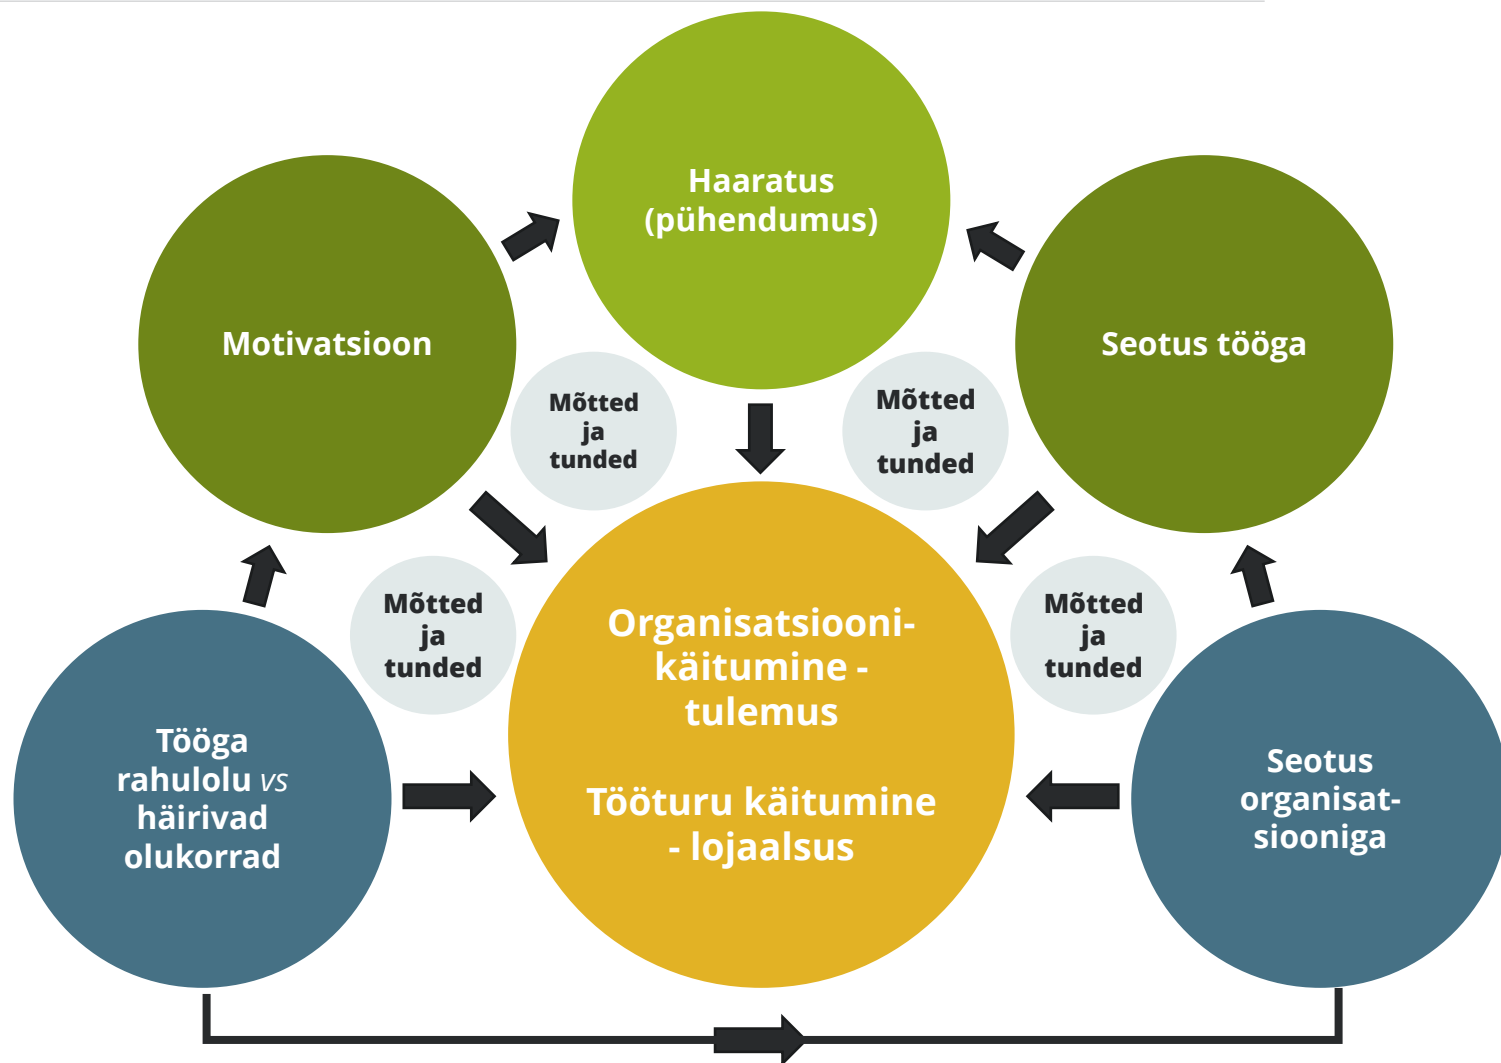 Haaratus
(pühendumus)
Motivatsioon
Seotus tööga
Mõtted
ja
tunded
Mõtted
ja
tunded
Mõtted
ja
tunded
Mõtted
ja
tunded
Organisatsiooni-
käitumine -
tulemus
Tööturu käitumine
- lojaalsus
Tööga
rahulolu vs
häirivad
olukorrad
Seotus
organisat-
siooniga